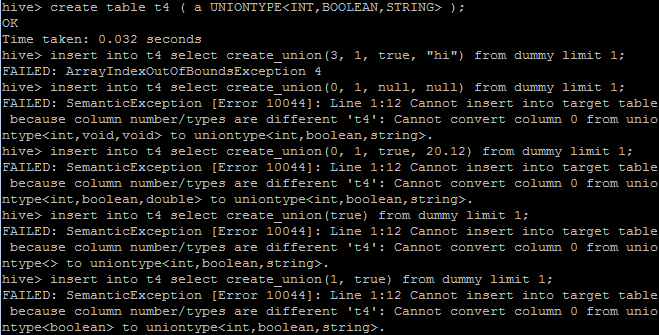 hive> create table t4 ( a UNIONTYPE<INT,BOOLEAN,STRING> );
OK
Time taken: 0.032 seconds
hive> insert into t4 select create_union(3, 1, true, "hi") from dummy limit 1;
FAILED: ArrayIndexOutOfBoundsException 4
hive> insert into t4 select create_union(0, 1, null, null) from dummy limit 1;
FAILED: SemanticException [Error 10044]: Line 1:12 Cannot insert into target table
 because column number/types are different 't4': Cannot convert column 0 from unio
ntype<int,void,void> to uniontype<int,boolean,string>.
hive> insert into t4 select create_union(0, 1, true, 20.12) from dummy limit 1;
FAILED: SemanticException [Error 10044]: Line 1:12 Cannot insert into target table
 because column number/types are different 't4': Cannot convert column 0 from unio
ntype<int,boolean,double> to uniontype<int,boolean,string>.
hive> insert into t4 select create_union(true) from dummy limit 1;
FAILED: SemanticException [Error 10044]: Line 1:12 Cannot insert into target table
 because column number/types are different 't4': Cannot convert column 0 from unio
ntype<> to uniontype<int,boolean,string>.
hive> insert into t4 select create_union(1, true) from dummy limit 1;
FAILED: SemanticException [Error 10044]: Line 1:12 Cannot insert into target table
 because column number/types are different 't4': Cannot convert column 0 from unio
ntype<boolean> to uniontype<int,boolean,string>.